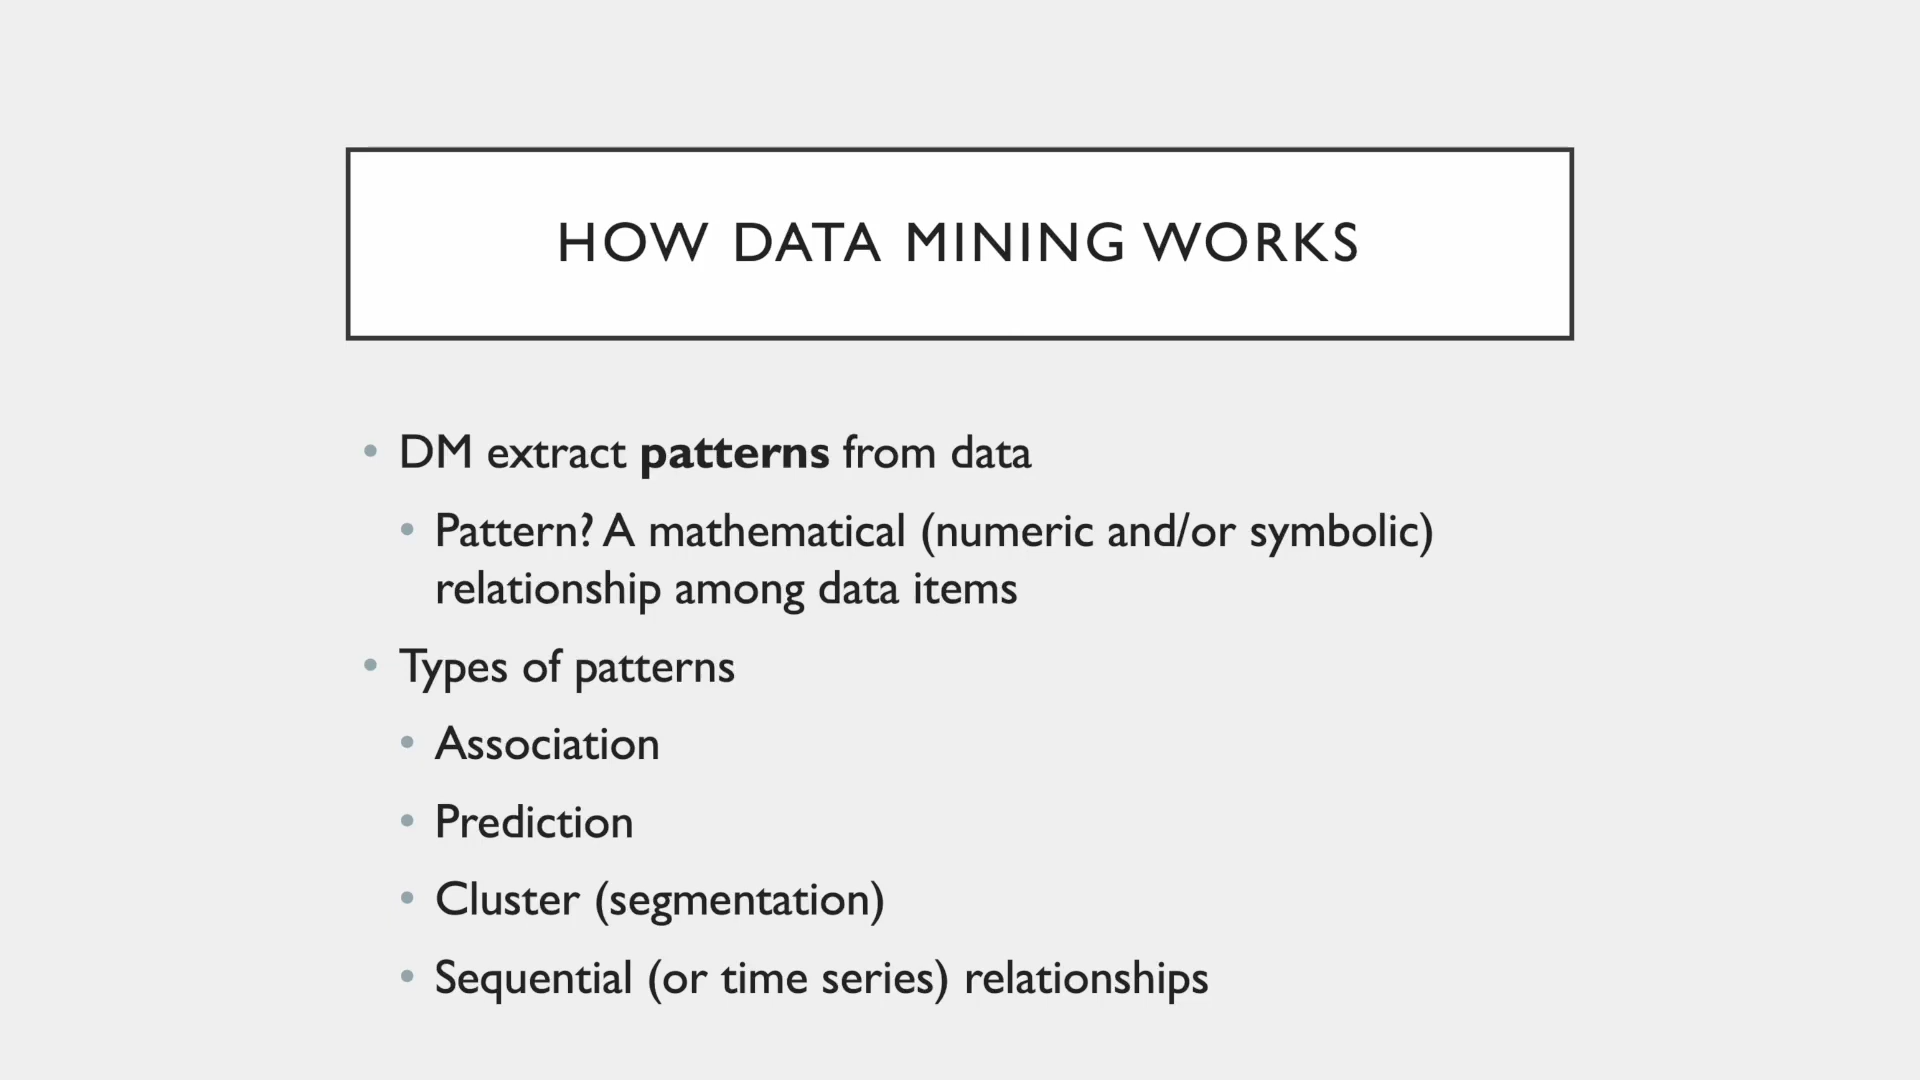 HOW DATA MINING WORKS
• DM extract patterns from data
• Pattern? A mathematical (numeric and/or symbolic)
relationship among data items
• Types of patterns
• Association
• Prediction
• Cluster (segmentation)
• Sequential (or time series) relationships